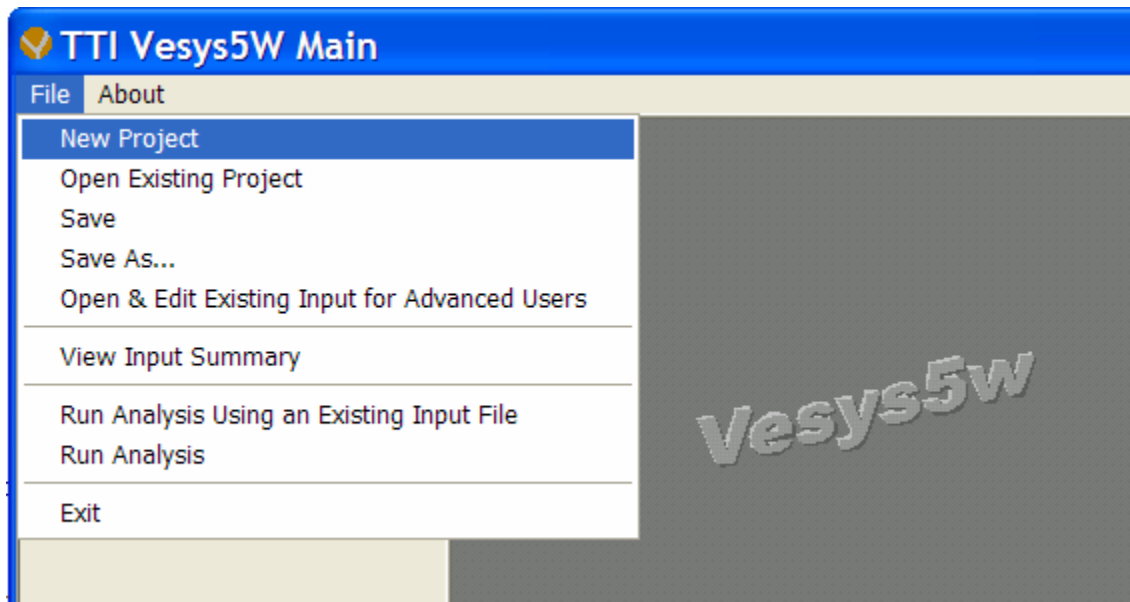 TTI Vesys5W Main
File About
New Project
Open Existing Project
Save
Save As...
Open & Edit Existing Input for Advanced Users
View Input Summary
Run Analysis Using an Existing Input File
Run Analysis
Exit
Vesys5w